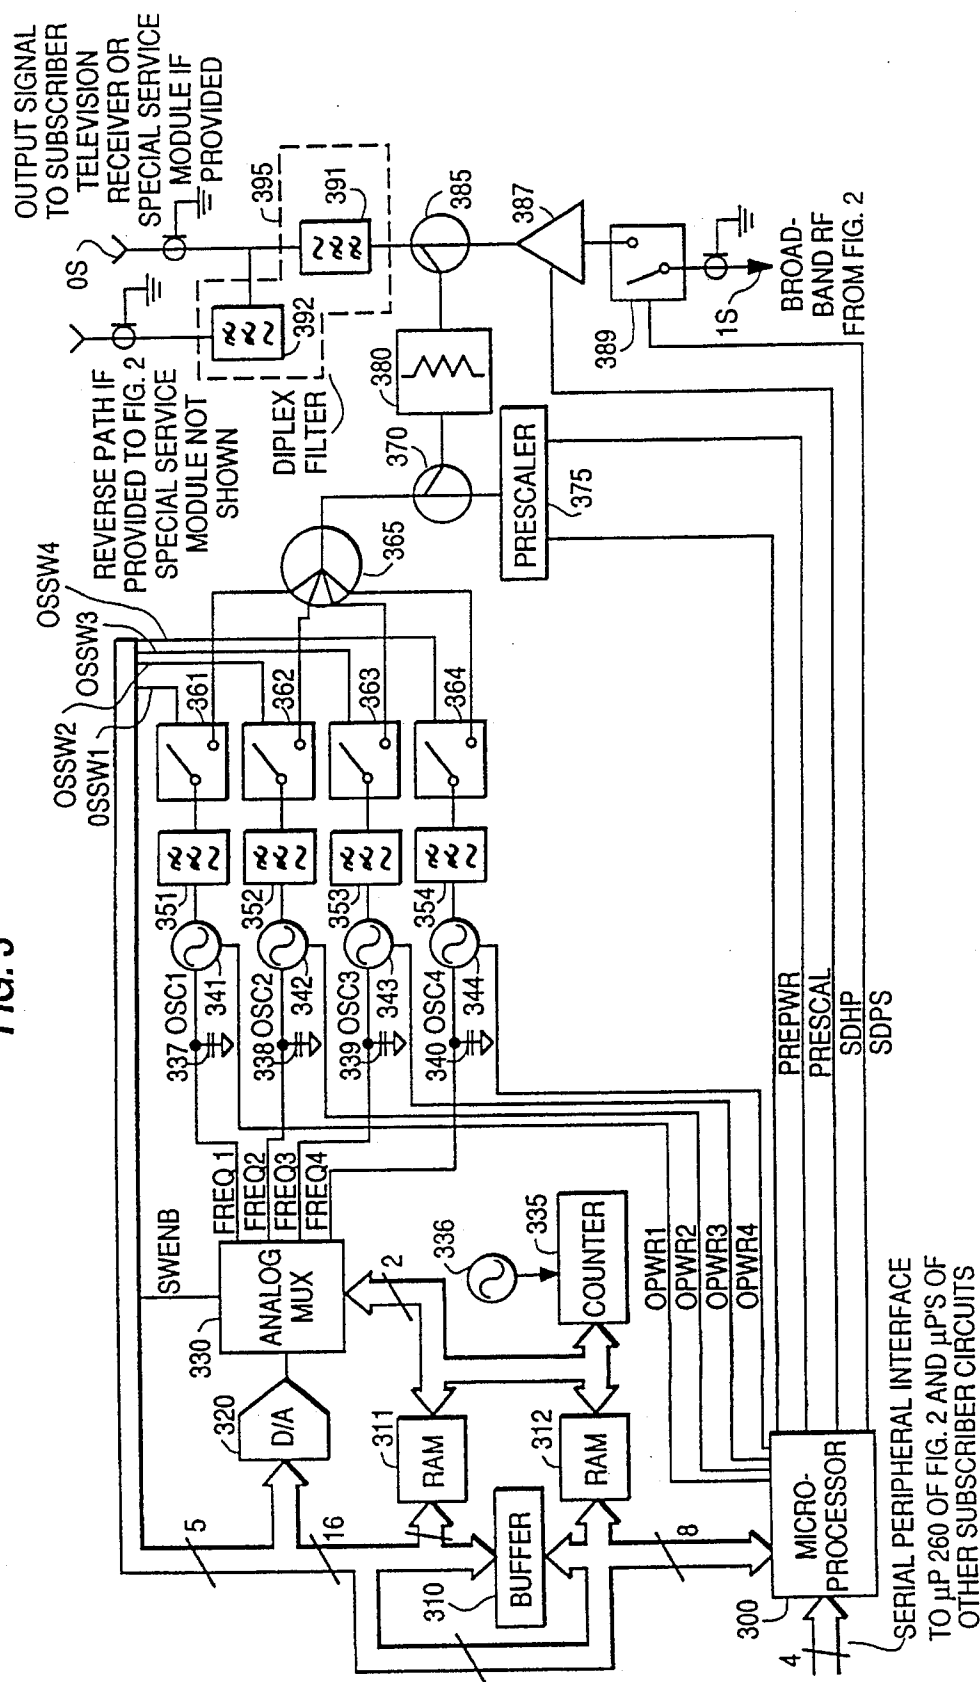 FIG. 3
OUTPUT SIGNAL
TO SUBSCRIBER
TELEVISION
RECEIVER OR
SPECIAL SERVICE
MODULE IF
PROVIDED
0S
REVERSE PATH IF
PROVIDED TO FIG. 2
SPECIAL SERVICE
MODULE NOT
SHOWN
395
391
392
DIPLEX
FILTER
385
387
380
370
365
389
1S
BROAD-
BAND RF
FROM FIG. 2
PRESCALER
375
OSSW4
OSSW3
OSSW2
0SSW1
361
362
363
364
351
352
353
354
337 OSC1
341
338 OSC2
342
339 OSC3
343
340 OSC4
344
SWENB
FREQ 1
FREQ2
FREQ3
FREQ4
330
ANALOG
MUX
320
D/A
2
336
335
COUNTER
311
RAM
312
RAM
5
16
310
BUFFER
8
OPWR1
OPWR2
OPWR3
OPWR4
PREPWR
PRESCAL
SDHP
SDPS
300
MICRO-
PROCESSOR
4
SERIAL PERIPHERAL INTERFACE
TO µP 260 OF FIG. 2 AND µP'S OF
OTHER SUBSCRIBER CIRCUITS